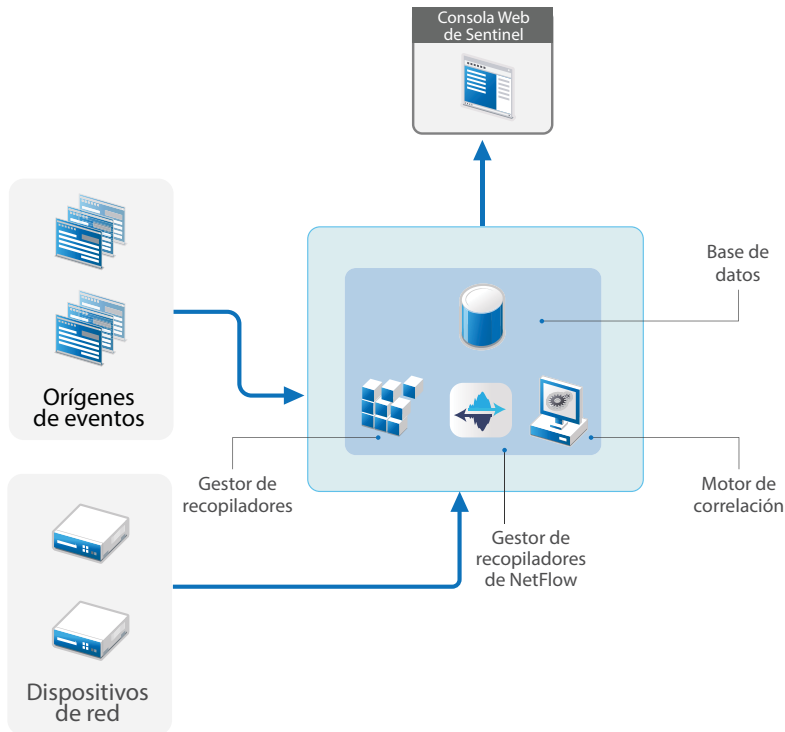 Consola Web
de Sentinel
Base de
datos
Orígenes
de eventos
Gestor de
recopiladores
Motor de
correlación
Gestor de
recopiladores
de NetFlow
Dispositivos
de red